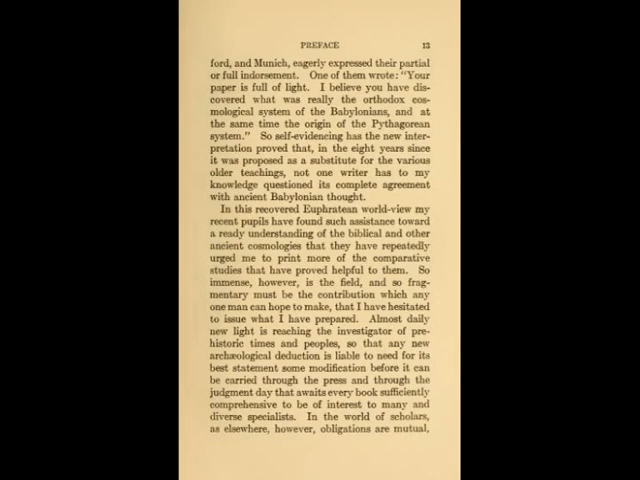 PREFACE 13
ford, and Munich, eagerly expressed their partial
or full indorsement. One of them wrote: "Your
paper is full of light. I believe you have dis-
covered what was really the orthodox cos-
mological system of the Babylonians, and at
the same time the origin of the Pythagorean
system." So self-evidencing has the new inter-
pretation proved that, in the eight years since
it was proposed as a substitute for the various
older teachings, not one writer has to my
knowledge questioned its complete agreement
with ancient Babylonian thought.
In this recovered Euphratean world-view my
recent pupils have found such assistance toward
a ready understanding of the biblical and other
ancient cosmologies that they have repeatedly
urged me to print more of the comparative
studies that have proved helpful to them. So
immense, however, is the field, and so frag-
mentary must be the contribution which any
one man can hope to make, that I have hesitated
to issue what I have prepared. Almost daily
new light is reaching the investigator of pre-
historic times and peoples, so that any new
archæological deduction is liable to need for its
best statement some modification before it can
be carried through the press and through the
judgment day that awaits every book sufficiently
comprehensive to be of interest to many and
diverse specialists. In the world of scholars,
as elsewhere, however, obligations are mutual,